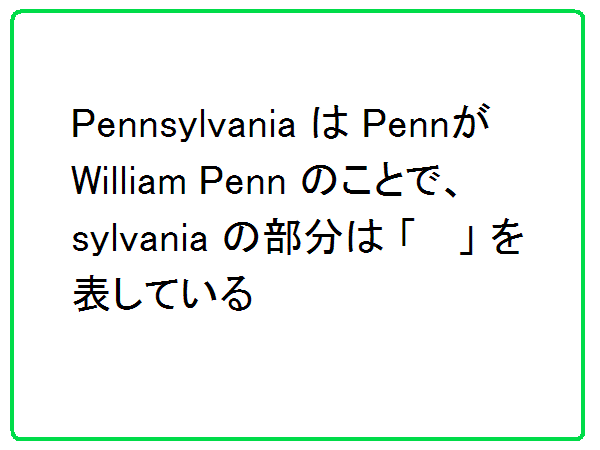 Pennsylvania は Pennが
William Penn のことで、
sylvania の部分は「　」を
表している